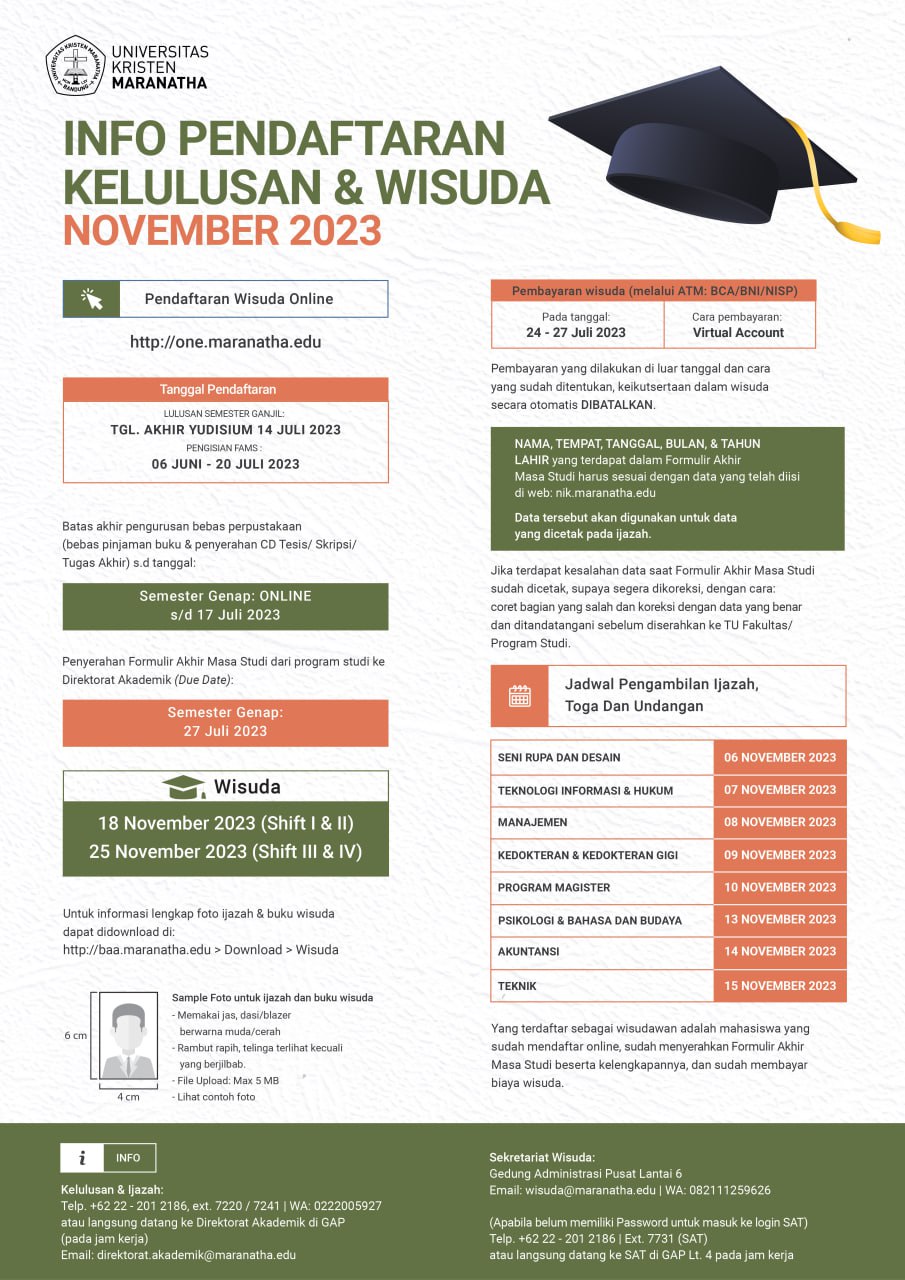 UNIVERSITAS KRISTEN MARANATHA
BANDUNG
UNIVERSITAS
KRISTEN
MARANATHA
INFO PENDAFTARAN
KELULUSAN & WISUDA
NOVEMBER 2023
Pendaftaran Wisuda Online
http://one.maranatha.edu
Tanggal Pendaftaran
LULUSAN SEMESTER GANJIL:
TGL. AKHIR YUDISIUM 14 JULI 2023
PENGISIAN FAMS :
06 JUNI - 20 JULI 2023
Batas akhir pengurusan bebas perpustakaan
(bebas pinjaman buku & penyerahan CD Tesis/ Skripsi/
Tugas Akhir) s.d tanggal:
Semester Genap: ONLINE
s/d 17 Juli 2023
Penyerahan Formulir Akhir Masa Studi dari program studi ke
Direktorat Akademik (Due Date):
Semester Genap:
27 Juli 2023
Wisuda
18 November 2023 (Shift I & II)
25 November 2023 (Shift III & IV)
Untuk informasi lengkap foto ijazah & buku wisuda
dapat didownload di:
http://baa.maranatha.edu > Download > Wisuda
6 cm
4 cm
Sample Foto untuk ijazah dan buku wisuda
- Memakai jas, dasi/blazer
berwarna muda/cerah
- Rambut rapih, telinga terlihat kecuali
yang berjilbab.
- File Upload: Max 5 MB
- Lihat contoh foto
Pembayaran wisuda (melalui ATM: BCA/BNI/NISP)
Pada tanggal:
24 - 27 Juli 2023
Cara pembayaran:
Virtual Account
Pembayaran yang dilakukan di luar tanggal dan cara
yang sudah ditentukan, keikutsertaan dalam wisuda
secara otomatis DIBATALKAN.
NAMA, TEMPAT, TANGGAL, BULAN, & TAHUN
LAHIR yang terdapat dalam Formulir Akhir
Masa Studi harus sesuai dengan data yang telah diisi
di web: nik.maranatha.edu
Data tersebut akan digunakan untuk data
yang dicetak pada ijazah.
Jika terdapat kesalahan data saat Formulir Akhir Masa Studi
sudah dicetak, supaya segera dikoreksi, dengan cara:
coret bagian yang salah dan koreksi dengan data yang benar
dan ditandatangani sebelum diserahkan ke TU Fakultas/
Program Studi.
Jadwal Pengambilan Ijazah,
Toga Dan Undangan
SENI RUPA DAN DESAIN 06 NOVEMBER 2023
TEKNOLOGI INFORMASI & HUKUM 07 NOVEMBER 2023
MANAJEMEN 08 NOVEMBER 2023
KEDOKTERAN & KEDOKTERAN GIGI 09 NOVEMBER 2023
PROGRAM MAGISTER 10 NOVEMBER 2023
PSIKOLOGI & BAHASA DAN BUDAYA 13 NOVEMBER 2023
AKUNTANSI 14 NOVEMBER 2023
TEKNIK 15 NOVEMBER 2023
Yang terdaftar sebagai wisudawan adalah mahasiswa yang
sudah mendaftar online, sudah menyerahkan Formulir Akhir
Masa Studi beserta kelengkapannya, dan sudah membayar
biaya wisuda.
i INFO
Kelulusan & Ijazah:
Telp. +62 22 - 201 2186, ext. 7220 / 7241 | WA: 0222005927
atau langsung datang ke Direktorat Akademik di GAP
(pada jam kerja)
Email: direktorat.akademik@maranatha.edu
Sekretariat Wisuda:
Gedung Administrasi Pusat Lantai 6
Email: wisuda@maranatha.edu | WA: 082111259626
(Apabila belum memiliki Password untuk masuk ke login SAT)
Telp. +62 22 - 201 2186 | Ext. 7731 (SAT)
atau langsung datang ke SAT di GAP Lt. 4 pada jam kerja